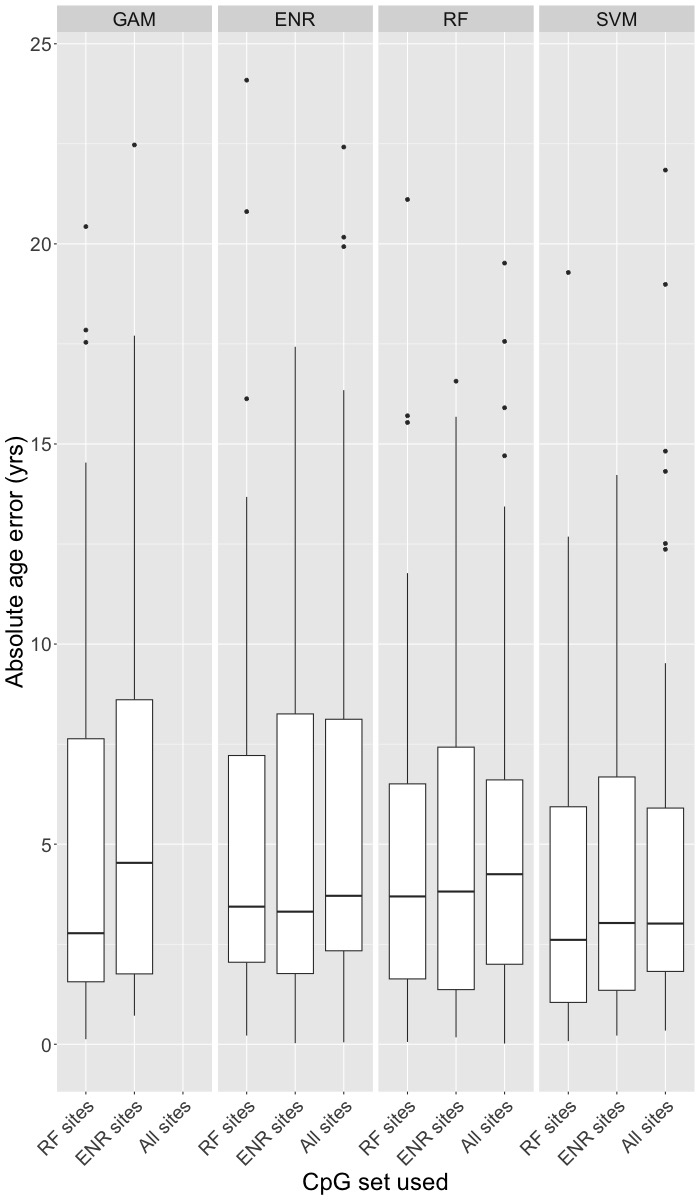 GAM ENR RF SVM
25
20
15
10
5
0
Absolute age error (yrs)
RF sites ENR sites All sites RF sites ENR sites All sites RF sites ENR sites All sites RF sites ENR sites All sites
CpG set used